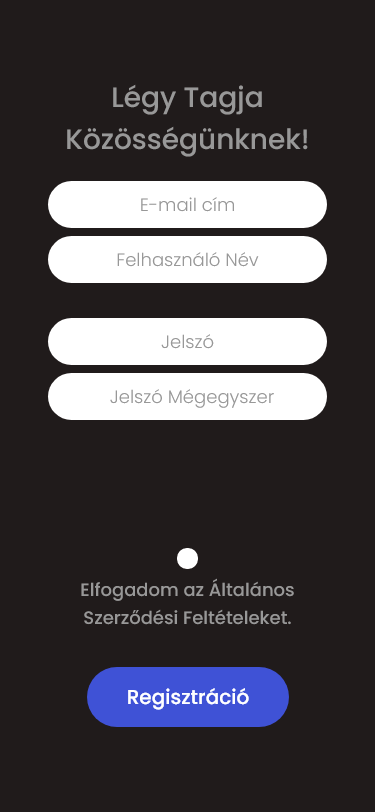 Légy Tagja
Közösségünknek!
E-mail cím
Felhasználó Név
Jelszó
Jelszó Mégegyszer
Elfogadom az Általános
Szerződési Feltételeket.
Regisztráció